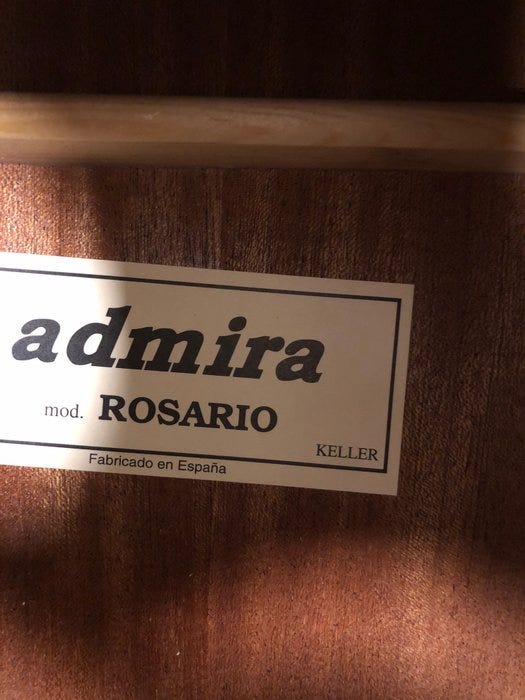 admira
mod. ROSARIO
KELLER
Fabricado en España